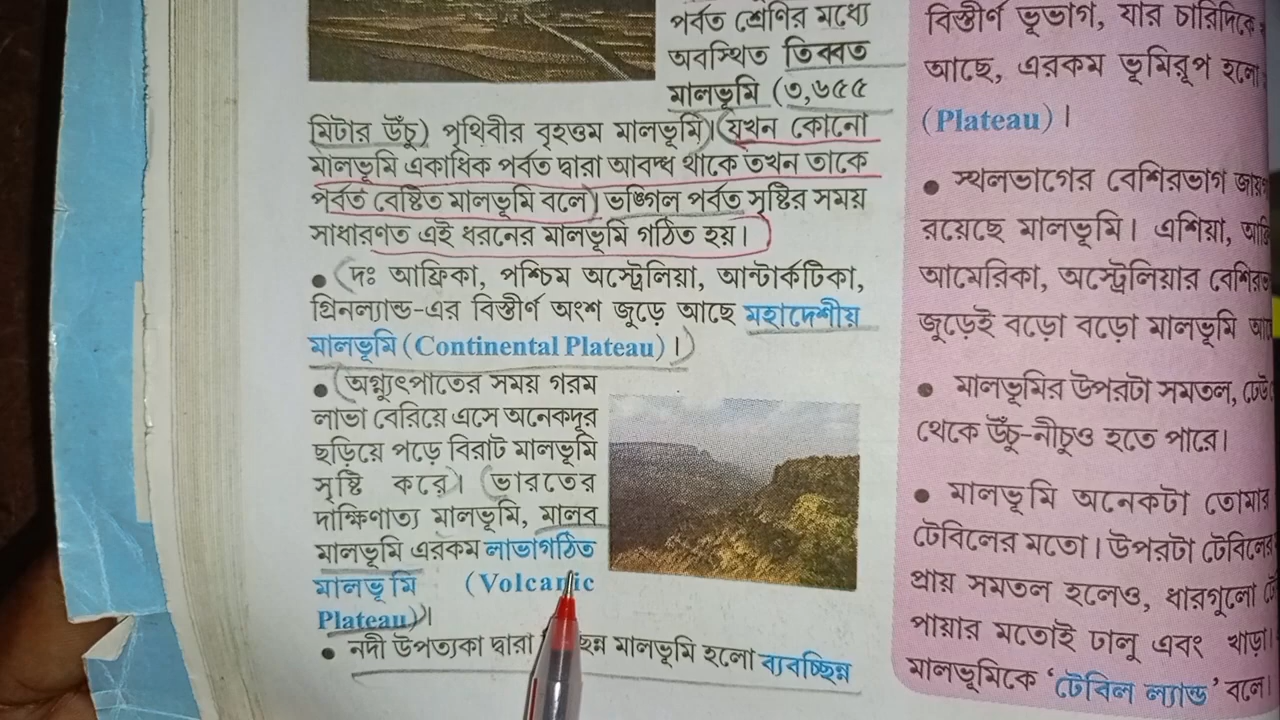 পর্বত শ্রেণির মধ্যে
অবস্থিত তিব্বত
মালভূমি (৩,৬৫৫
মিটার উঁচু) পৃথিবীর বৃহত্তম মালভূমি। যখন কোনো
মালভূমি একাধিক পর্বত দ্বারা আবদ্ধ থাকে তখন তাকে
পর্বত বেষ্টিত মালভূমি বলে। ভঙ্গিল পর্বত সৃষ্টির সময়
সাধারণত এই ধরনের মালভূমি গঠিত হয়।
• দঃ আফ্রিকা, পশ্চিম অস্ট্রেলিয়া, আন্টার্কটিকা,
গ্রিনল্যান্ড-এর বিস্তীর্ণ অংশ জুড়ে আছে মহাদেশীয়
মালভূমি (Continental Plateau)।
• অগ্ন্যুৎপাতের সময় গরম
লাভা বেরিয়ে এসে অনেকদূর
ছড়িয়ে পড়ে বিরাট মালভূমি
সৃষ্টি করে। ভারতের
দাক্ষিণাত্য মালভূমি, মালব
মালভূমি এরকম লাভাগঠিত
মালভূমি (Volcanic
Plateau)।
• নদী উপত্যকা দ্বারা মালভূমি হলো ব্যবচ্ছিন্ন
বিস্তীর্ণ ভূভাগ, যার চারিদিকে
আছে, এরকম ভূমিরূপ হলো
(Plateau)।
• স্থলভাগের বেশিরভাগ
রয়েছে মালভূমি। এশিয়া,
আমেরিকা, অস্ট্রেলিয়ার
জুড়েই বড়ো বড়ো মালভূমি
• মালভূমির উপরটা সমতল,
থেকে উঁচু-নীচুও হতে পারে।
• মালভূমি অনেকটা তোমার
টেবিলের মতো। উপরটা টেবিলের
প্রায় সমতল হলেও, ধারগুলো
পায়ার মতোই ঢালু এবং খাড়া।
মালভূমিকে 'টেবিল ল্যান্ড' বলে।